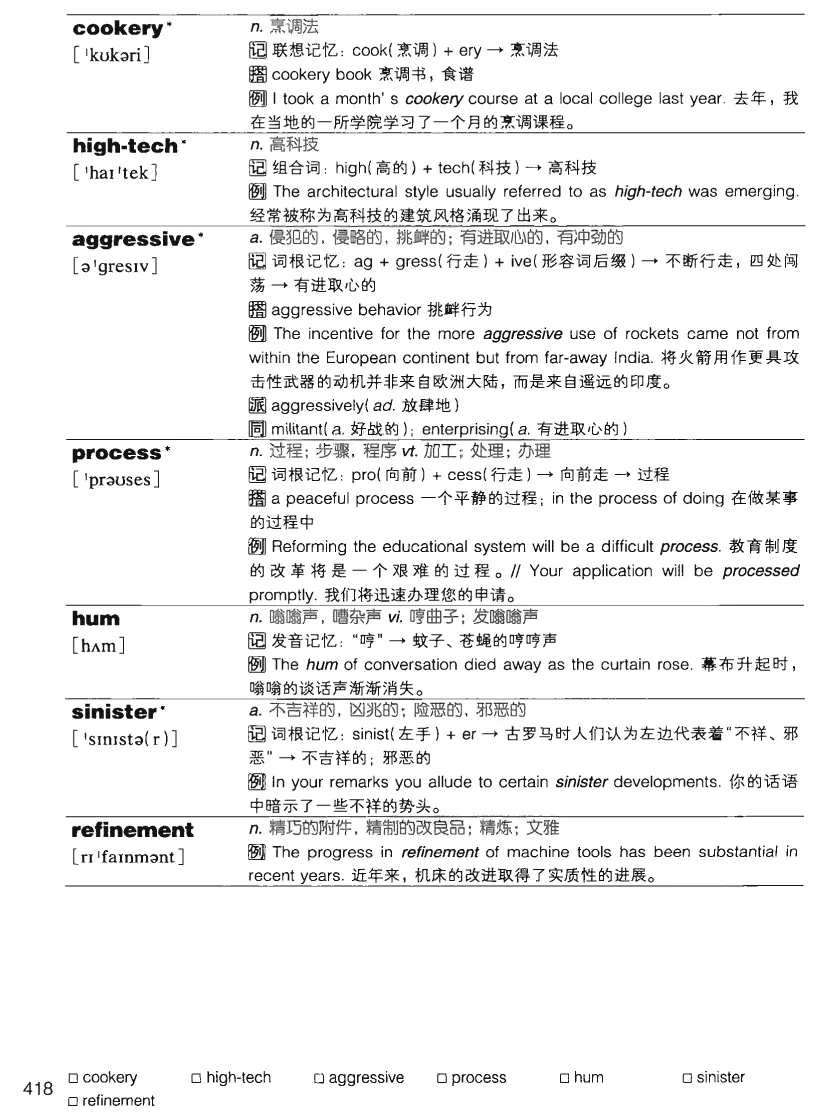 cookery* n. 烹调法
[ˈkukəri] 记 联想记忆：cook(烹调) + ery → 烹调法
搭 cookery book 烹调书，食谱
例 I took a month's cookery course at a local college last year. 去年，我
在当地的一所学院学习了一个月的烹调课程。
high-tech* n. 高科技
[ˈhaɪˈtek] 记 组合词：high(高的) + tech(科技) → 高科技
例 The architectural style usually referred to as high-tech was emerging.
经常被称为高科技的建筑风格涌现了出来。
aggressive* a. 侵犯的，侵略的，挑衅的；有进取心的，有冲劲的
[əˈgresɪv] 记 词根记忆：ag + gress(行走) + ive(形容词后缀) → 不断行走，四处闯
荡 → 有进取心的
搭 aggressive behavior 挑衅行为
例 The incentive for the more aggressive use of rockets came not from
within the European continent but from far-away India. 将火箭用作更具攻
击性武器的动机并非来自欧洲大陆，而是来自遥远的印度。
派 aggressively(ad. 放肆地)
同 militant(a. 好战的)；enterprising(a. 有进取心的)
process* n. 过程；步骤，程序 vt. 加工；处理；办理
[ˈprəuses] 记 词根记忆：pro(向前) + cess(行走) → 向前走 → 过程
搭 a peaceful process 一个平静的过程；in the process of doing 在做某事
的过程中
例 Reforming the educational system will be a difficult process. 教育制度
的改革将是一个艰难的过程。// Your application will be processed
promptly. 我们将迅速办理您的申请。
hum n. 嗡嗡声，嘈杂声 vi. 哼曲子；发嗡嗡声
[hʌm] 记 发音记忆："哼" → 蚊子、苍蝇的哼哼声
例 The hum of conversation died away as the curtain rose. 幕布升起时，
嗡嗡的谈话声渐渐消失。
sinister* a. 不吉祥的，凶兆的；险恶的，邪恶的
[ˈsɪnɪstə(r)] 记 词根记忆：sinist(左手) + er → 古罗马时人们认为左边代表着"不祥、邪
恶" → 不吉祥的；邪恶的
例 In your remarks you allude to certain sinister developments. 你的话语
中暗示了一些不祥的势头。
refinement n. 精巧的附件，精制的改良品；精炼；文雅
[rɪˈfaɪnmənt] 例 The progress in refinement of machine tools has been substantial in
recent years. 近年来，机床的改进取得了实质性的进展。
418 □ cookery □ high-tech □ aggressive □ process □ hum □ sinister
□ refinement